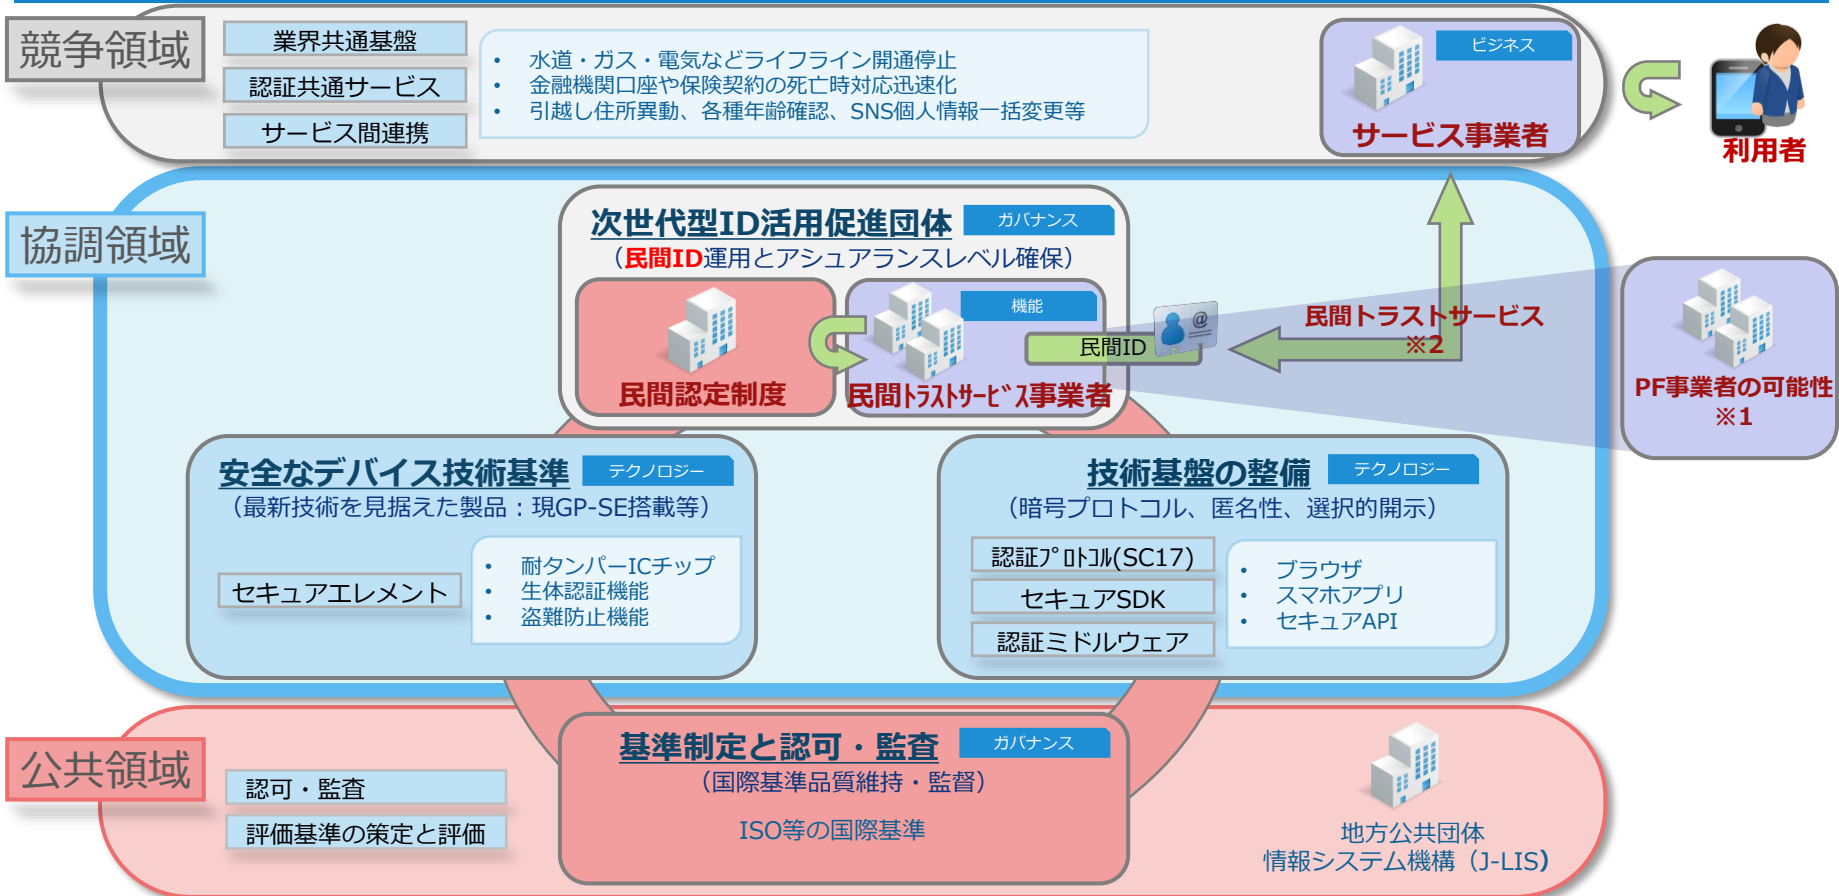 競争領域
業界共通基盤
認証共通サービス
サービス間連携
• 水道・ガス・電気などライフライン開通停止
• 金融機関口座や保険契約の死亡時対応迅速化
• 引越し住所異動、各種年齢確認、SNS個人情報一括変更等
ビジネス
サービス事業者
利用者
協調領域
次世代型ID活用促進団体
ガバナンス
（民間ID運用とアシュアランスレベル確保）
民間認定制度
機能
民間ﾄﾗｽﾄｻｰﾋﾞｽ事業者
民間ID
@
民間トラストサービス
※2
PF事業者の可能性
※1
安全なデバイス技術基準
テクノロジー
（最新技術を見据えた製品：現GP-SE搭載等）
セキュアエレメント
• 耐タンパーICチップ
• 生体認証機能
• 盗難防止機能
技術基盤の整備
テクノロジー
（暗号プロトコル、匿名性、選択的開示）
認証ﾌﾟﾛﾄｺﾙ(SC17)
セキュアSDK
認証ミドルウェア
• ブラウザ
• スマホアプリ
• セキュアAPI
公共領域
認可・監査
評価基準の策定と評価
基準制定と認可・監査
ガバナンス
（国際基準品質維持・監督）
ISO等の国際基準
地方公共団体
情報システム機構（J-LIS）